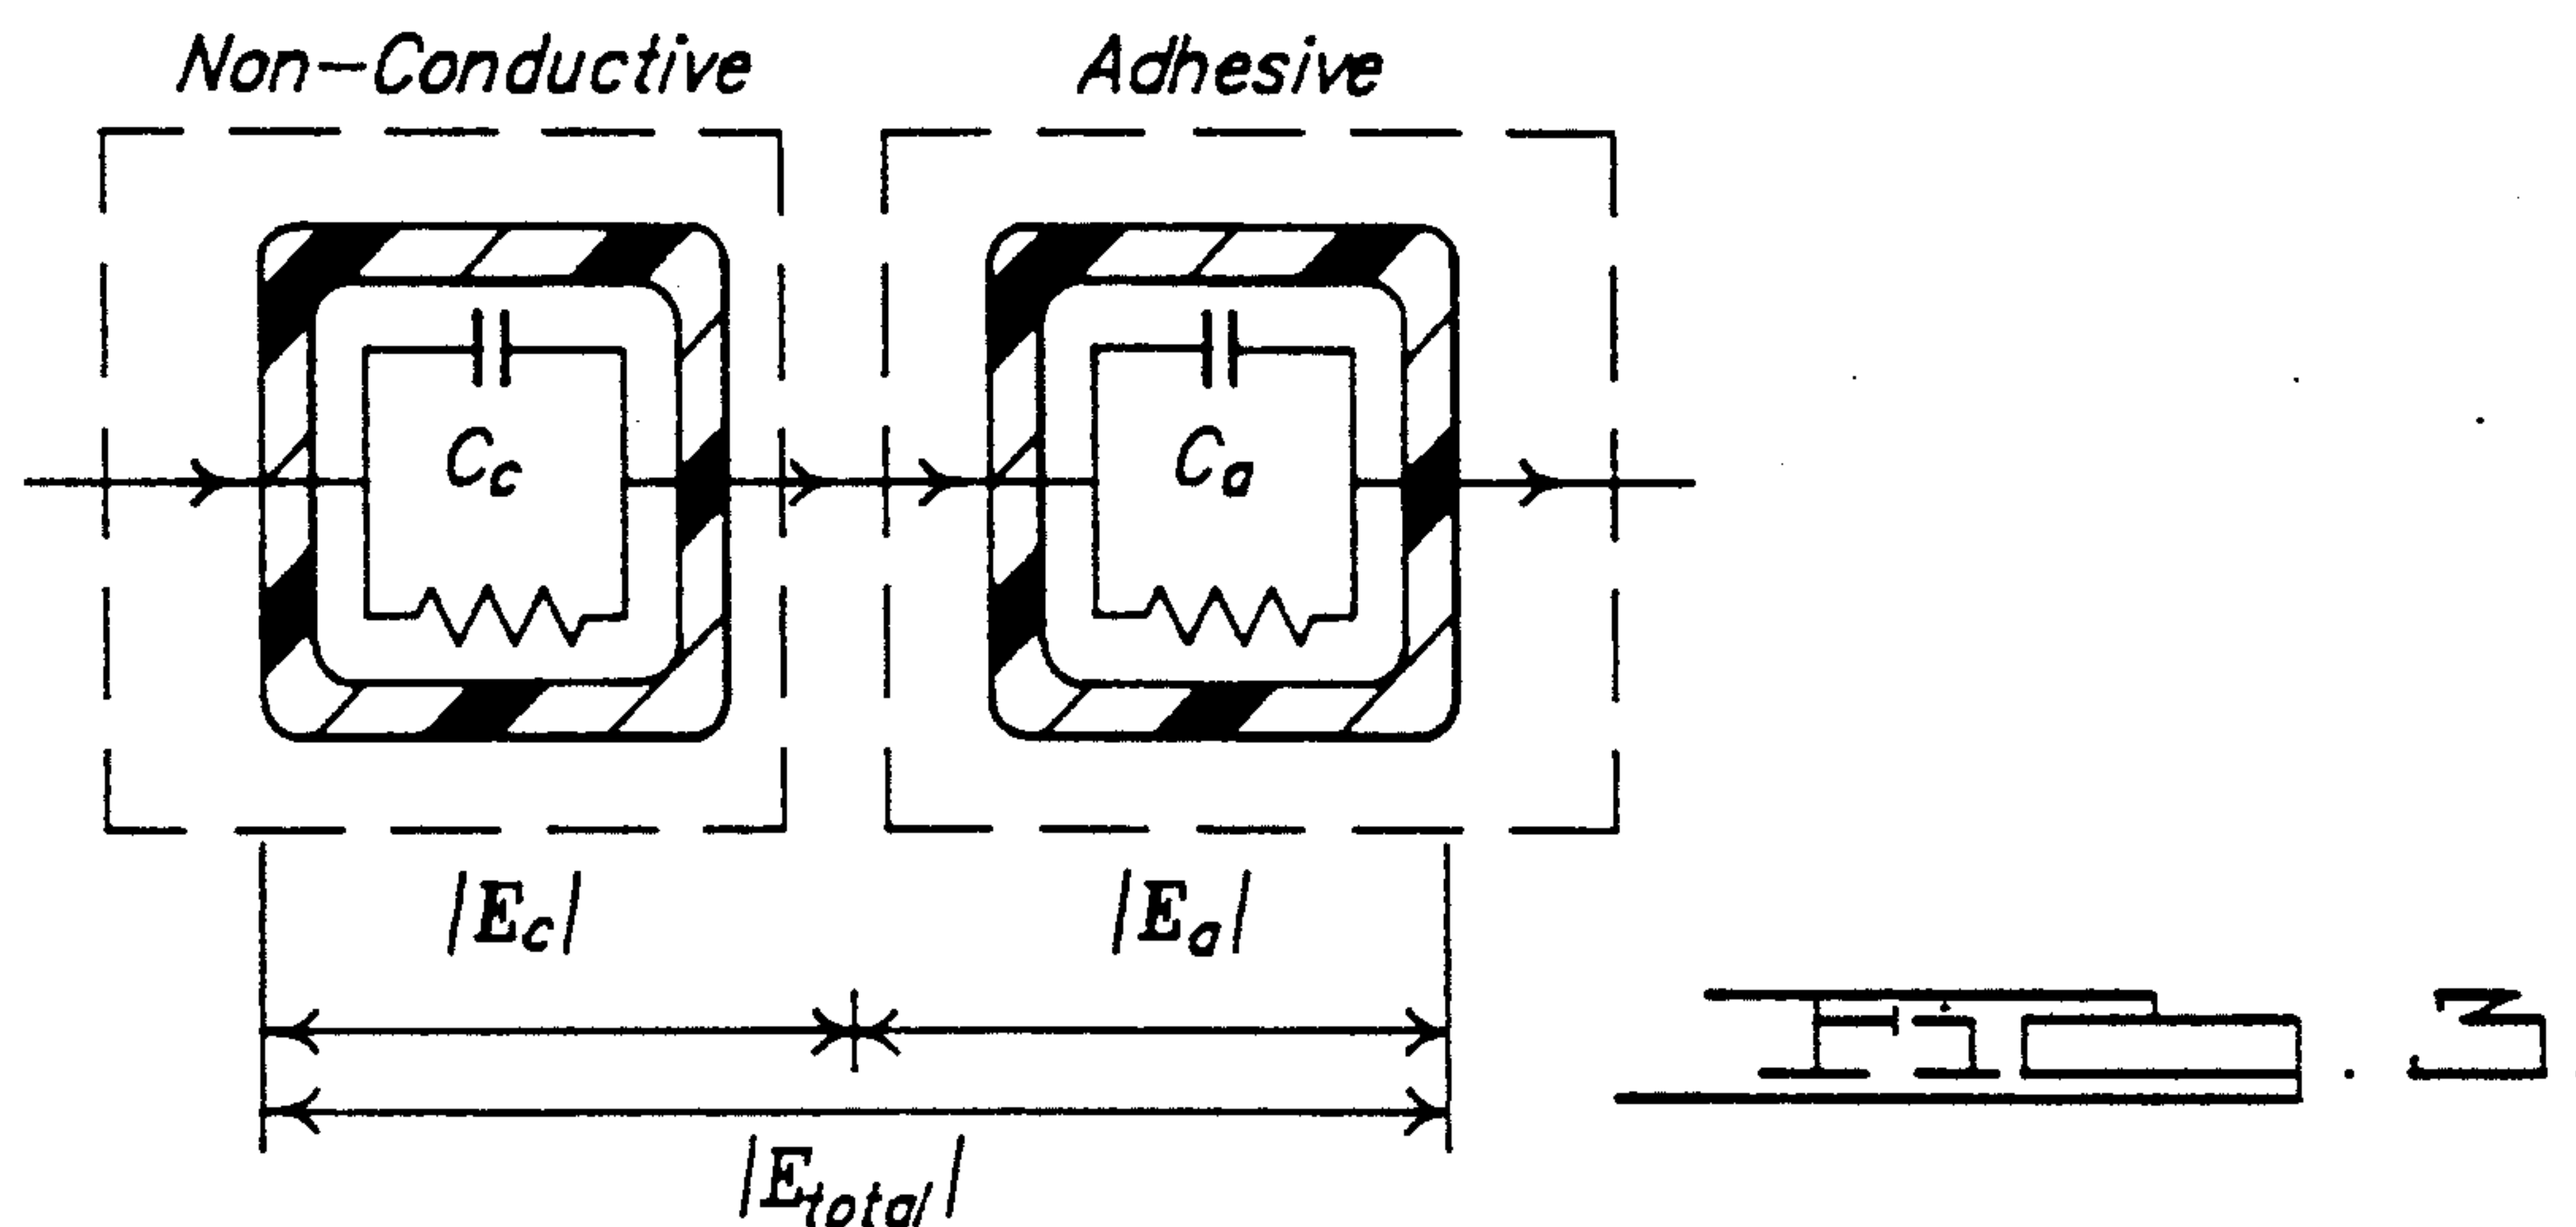 Non-Conductive Adhesive
Cc Ca
|Ec| |Ea|
|Etotal|
FIG. 3